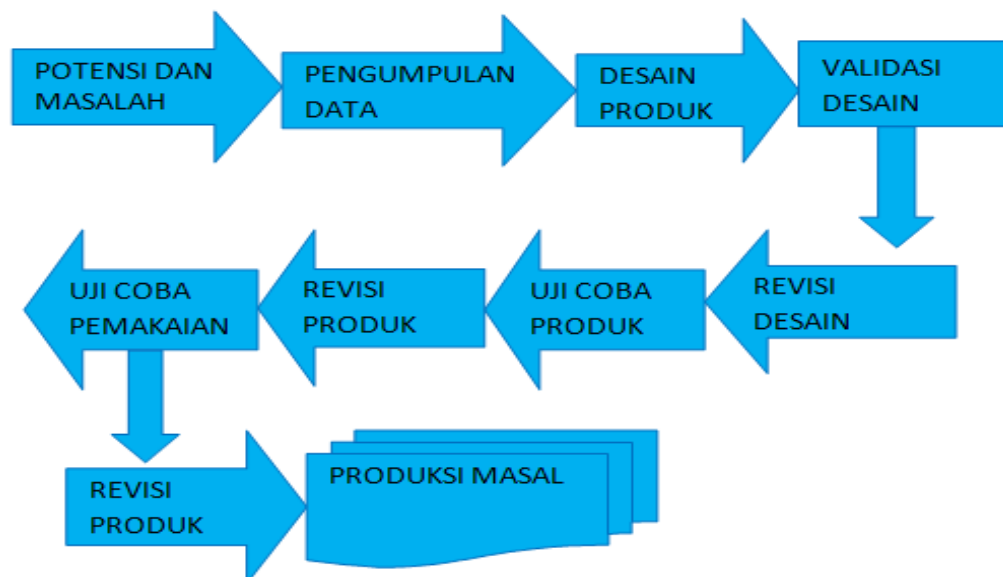 POTENSI DAN
MASALAH
PENGUMPULAN
DATA
DESAIN
PRODUK
VALIDASI
DESAIN
REVISI
DESAIN
UJI COBA
PRODUK
REVISI
PRODUK
UJI COBA
PEMAKAIAN
REVISI
PRODUK
PRODUKSI MASAL